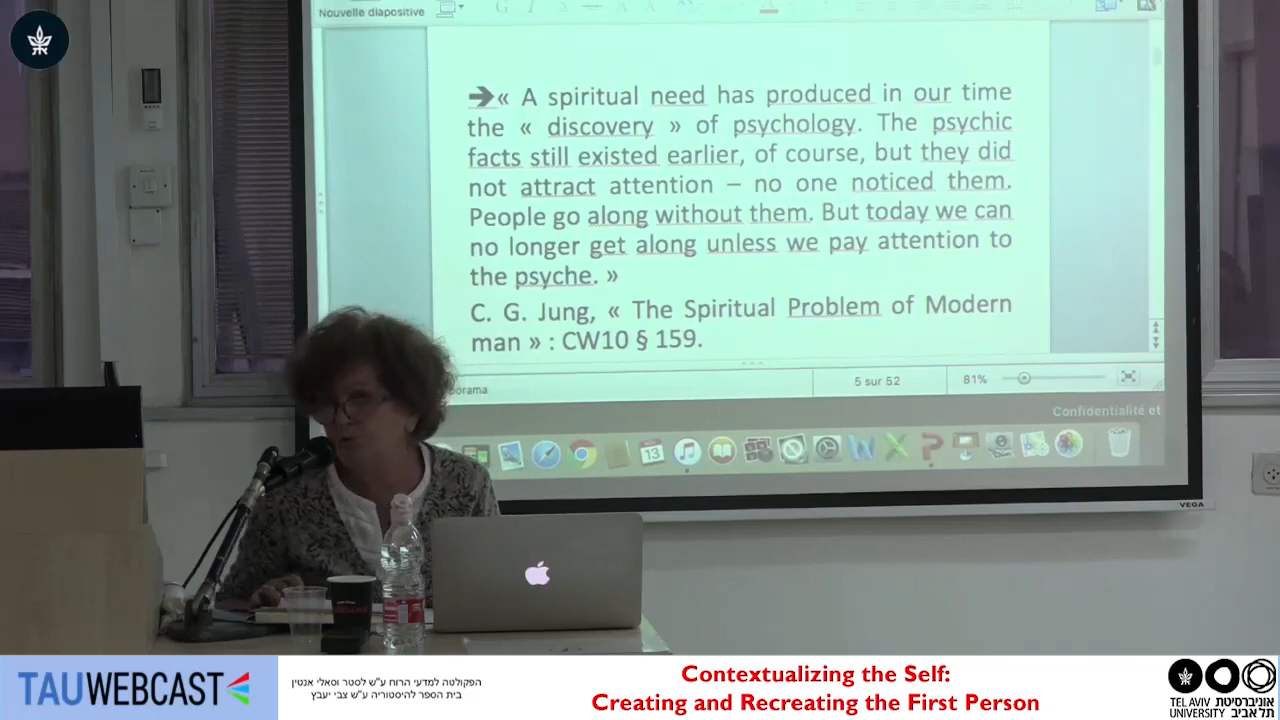 Nouvelle diapositive
➔« A spiritual need has produced in our time
the « discovery » of psychology. The psychic
facts still existed earlier, of course, but they did
not attract attention – no one noticed them.
People go along without them. But today we can
no longer get along unless we pay attention to
the psyche. »
C. G. Jung, « The Spiritual Problem of Modern
man » : CW10 § 159.
orama
5 sur 52
81%
Confidentialité et
13
VEGA
TAUWEBCAST
הפקולטה למדעי הרוח ע"ש לסטר וסאלי אנטין
בית הספר להיסטוריה ע"ש צבי יעבץ
Contextualizing the Self:
Creating and Recreating the First Person
TEL AVIV אוניברסיטת
UNIVERSITY תל אביב